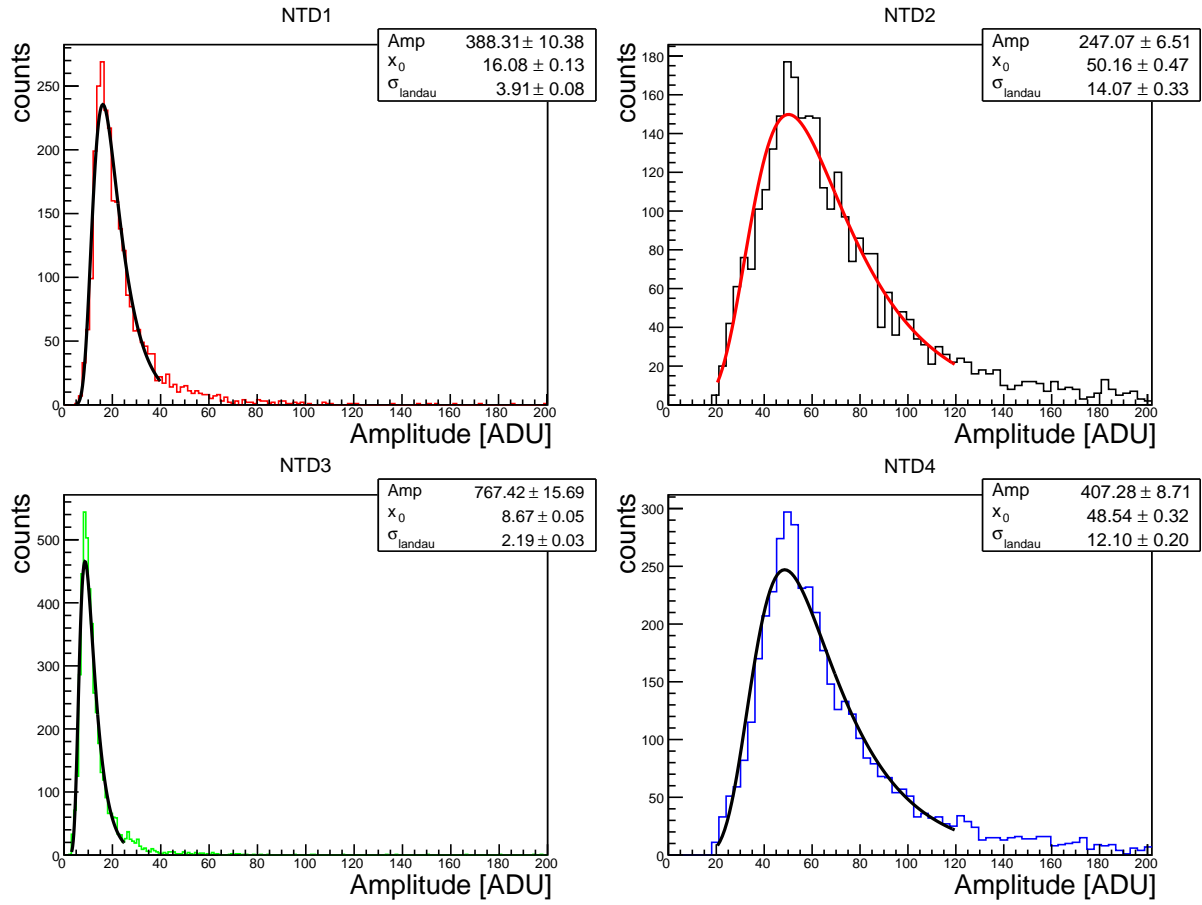 NTD1
counts
Amp 388.31 ± 10.38
x0 16.08 ± 0.13
σlandau 3.91 ± 0.08
250
200
150
100
50
0
0 20 40 60 80 100 120 140 160 180 200
Amplitude [ADU]
NTD2
counts
Amp 247.07 ± 6.51
x0 50.16 ± 0.47
σlandau 14.07 ± 0.33
180
160
140
120
100
80
60
40
20
0
0 20 40 60 80 100 120 140 160 180 200
Amplitude [ADU]
NTD3
counts
Amp 767.42 ± 15.69
x0 8.67 ± 0.05
σlandau 2.19 ± 0.03
500
400
300
200
100
0
0 20 40 60 80 100 120 140 160 180 200
Amplitude [ADU]
NTD4
counts
Amp 407.28 ± 8.71
x0 48.54 ± 0.32
σlandau 12.10 ± 0.20
300
250
200
150
100
50
0
0 20 40 60 80 100 120 140 160 180 200
Amplitude [ADU]